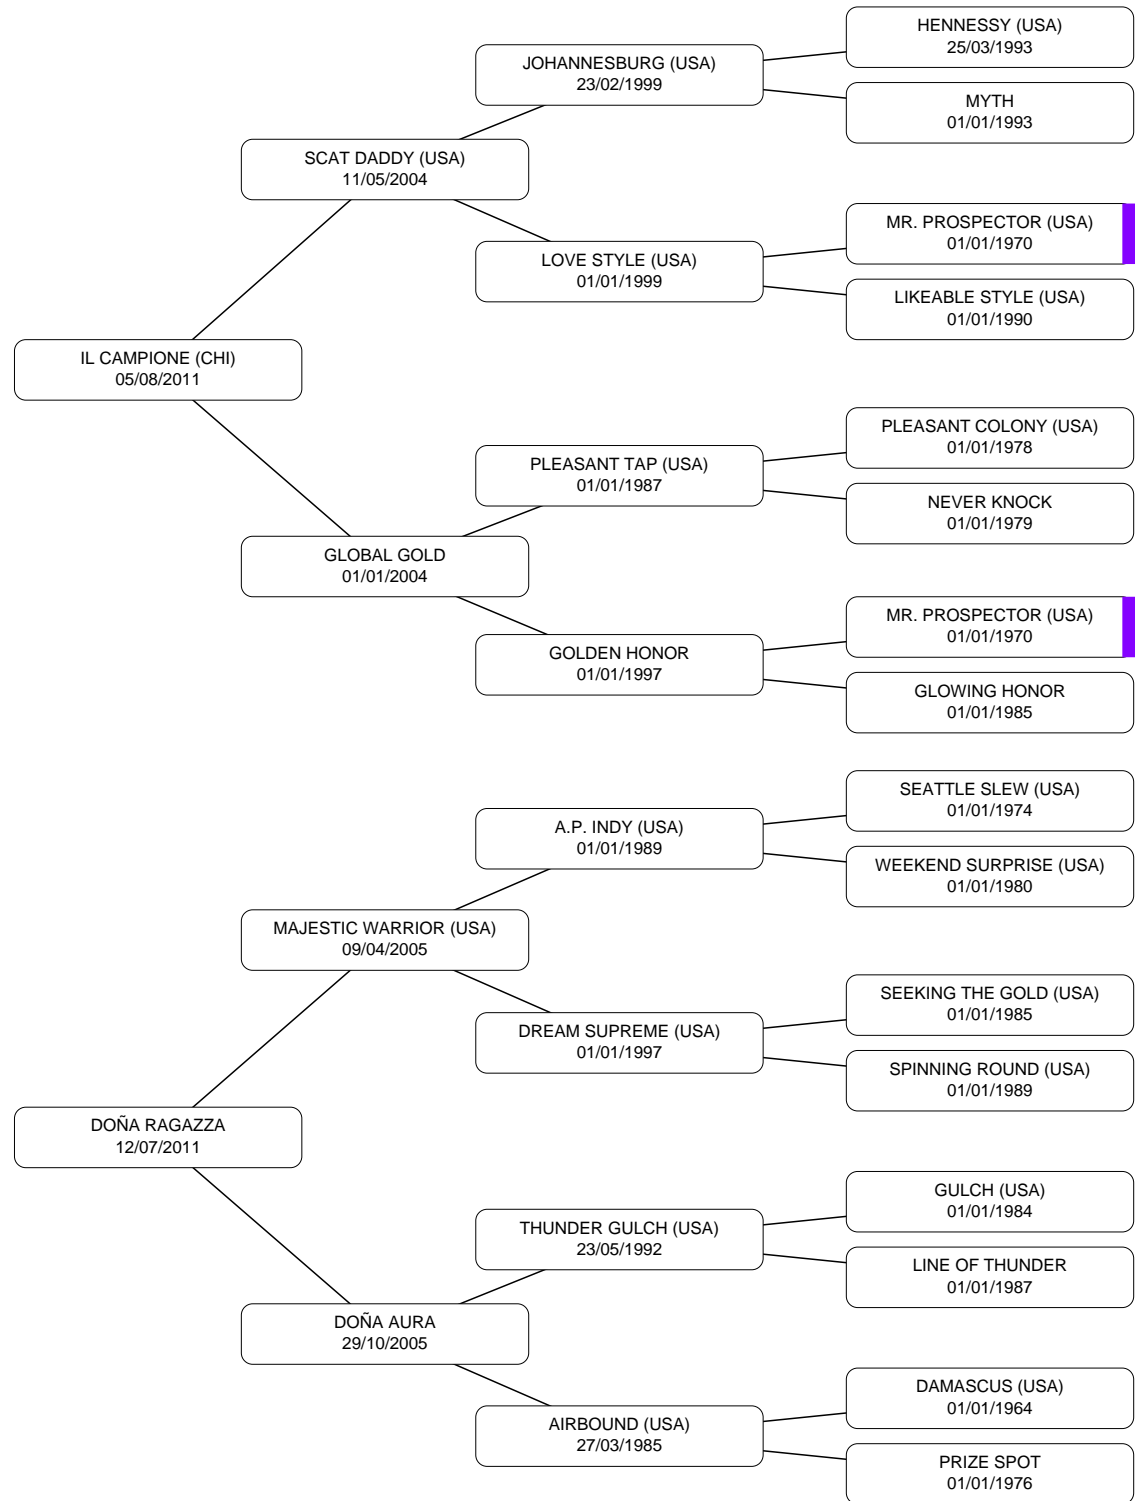 HENNESSY (USA)
25/03/1993
JOHANNESBURG (USA)
23/02/1999
MYTH
01/01/1993
SCAT DADDY (USA)
11/05/2004
MR. PROSPECTOR (USA)
01/01/1970
LOVE STYLE (USA)
01/01/1999
LIKEABLE STYLE (USA)
01/01/1990
IL CAMPIONE (CHI)
05/08/2011
PLEASANT COLONY (USA)
01/01/1978
PLEASANT TAP (USA)
01/01/1987
NEVER KNOCK
01/01/1979
GLOBAL GOLD
01/01/2004
MR. PROSPECTOR (USA)
01/01/1970
GOLDEN HONOR
01/01/1997
GLOWING HONOR
01/01/1985
SEATTLE SLEW (USA)
01/01/1974
A.P. INDY (USA)
01/01/1989
WEEKEND SURPRISE (USA)
01/01/1980
MAJESTIC WARRIOR (USA)
09/04/2005
SEEKING THE GOLD (USA)
01/01/1985
DREAM SUPREME (USA)
01/01/1997
SPINNING ROUND (USA)
01/01/1989
DOÑA RAGAZZA
12/07/2011
GULCH (USA)
01/01/1984
THUNDER GULCH (USA)
23/05/1992
LINE OF THUNDER
01/01/1987
DOÑA AURA
29/10/2005
DAMASCUS (USA)
01/01/1964
AIRBOUND (USA)
27/03/1985
PRIZE SPOT
01/01/1976